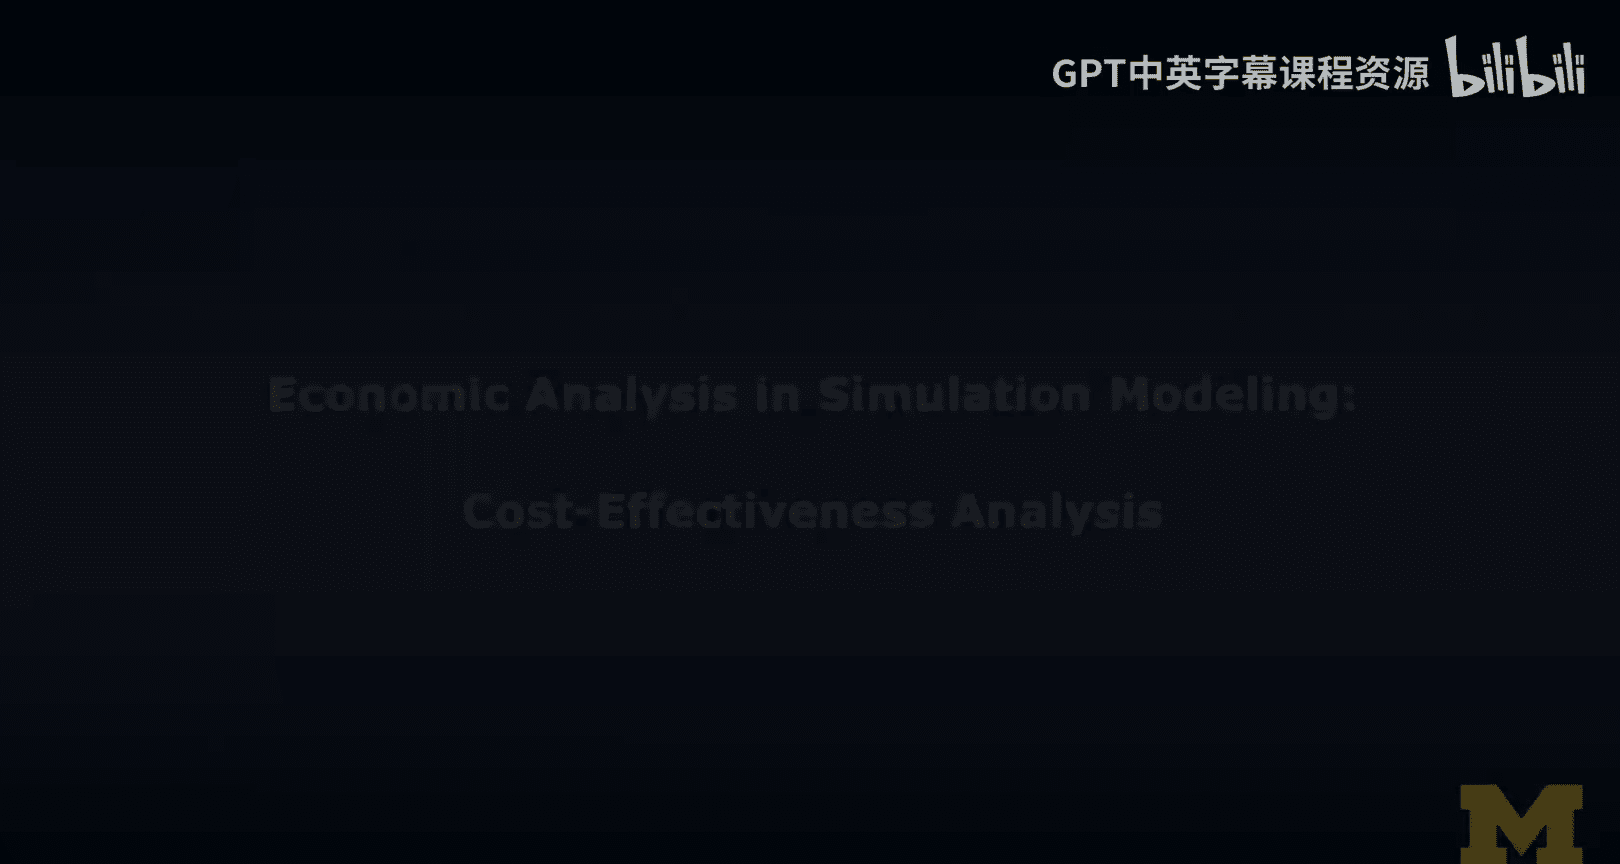 GPT中英字幕课程资源 bilibili
Economic Analysis in Simulation Modeling:
Cost-Effectiveness Analysis
M